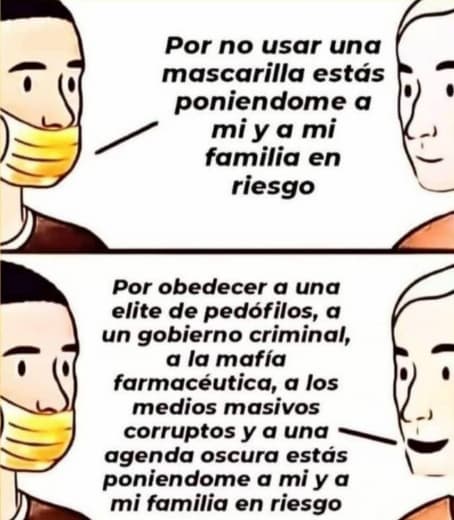 Por no usar una
mascarilla estás
poniendome a
mi y a mi
familia en
riesgo
Por obedecer a una
elite de pedófilos, a
un gobierno criminal,
a la mafía
farmacéutica, a los
medios masivos
corruptos y a una
agenda oscura estás
poniendome a mi y a
mi familia en riesgo